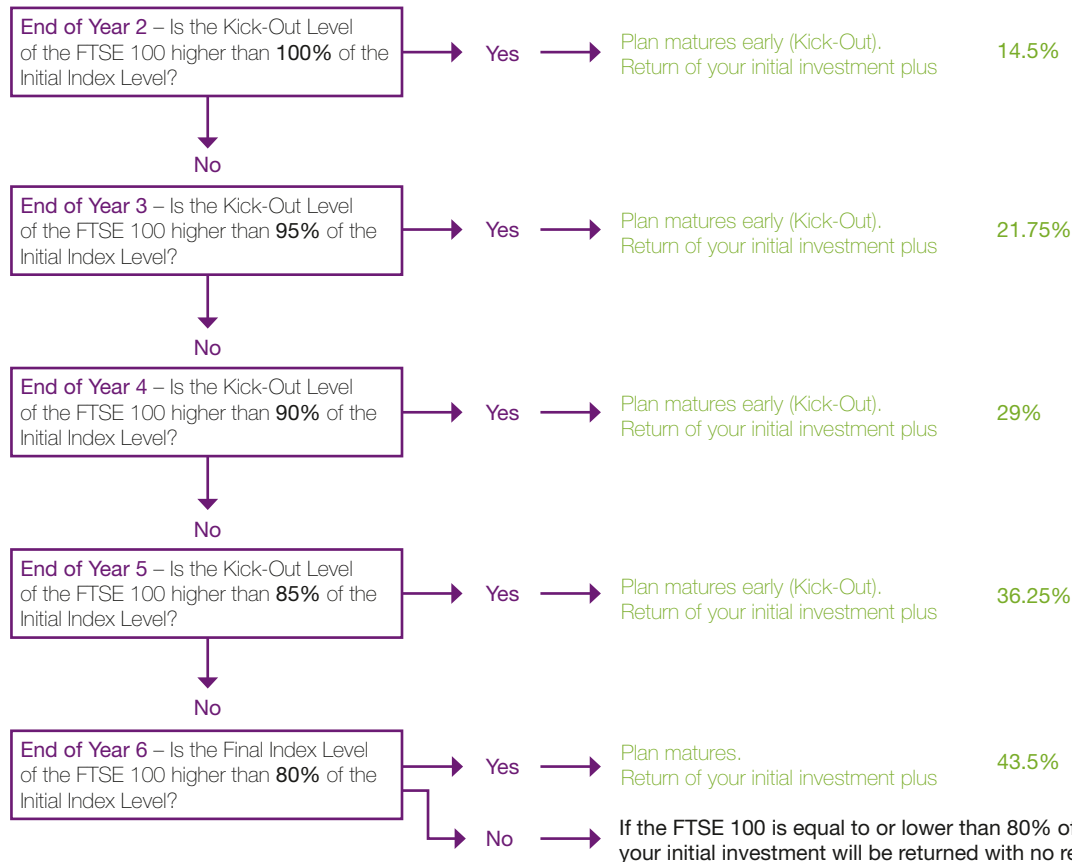 End of Year 2 – Is the Kick-Out Level
of the FTSE 100 higher than 100% of the
Initial Index Level?
Yes
Plan matures early (Kick-Out).
Return of your initial investment plus
14.5%
No
End of Year 3 – Is the Kick-Out Level
of the FTSE 100 higher than 95% of the
Initial Index Level?
Yes
Plan matures early (Kick-Out).
Return of your initial investment plus
21.75%
No
End of Year 4 – Is the Kick-Out Level
of the FTSE 100 higher than 90% of the
Initial Index Level?
Yes
Plan matures early (Kick-Out).
Return of your initial investment plus
29%
No
End of Year 5 – Is the Kick-Out Level
of the FTSE 100 higher than 85% of the
Initial Index Level?
Yes
Plan matures early (Kick-Out).
Return of your initial investment plus
36.25%
No
End of Year 6 – Is the Final Index Level
of the FTSE 100 higher than 80% of the
Initial Index Level?
Yes
Plan matures.
Return of your initial investment plus
43.5%
No
If the FTSE 100 is equal to or lower than 80%
your initial investment will be returned with no